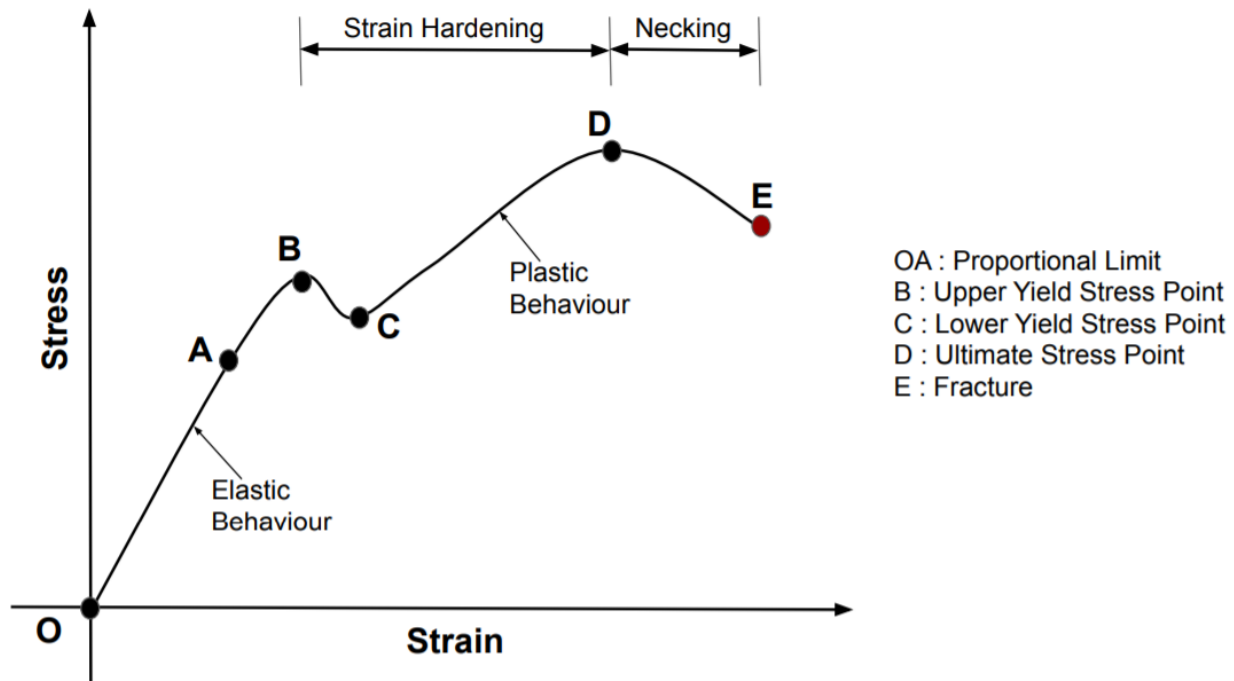 Strain Hardening
Necking
D
E
B
Plastic
Behaviour
C
A
Stress
Elastic
Behaviour
O
Strain
OA : Proportional Limit
B : Upper Yield Stress Point
C : Lower Yield Stress Point
D : Ultimate Stress Point
E : Fracture